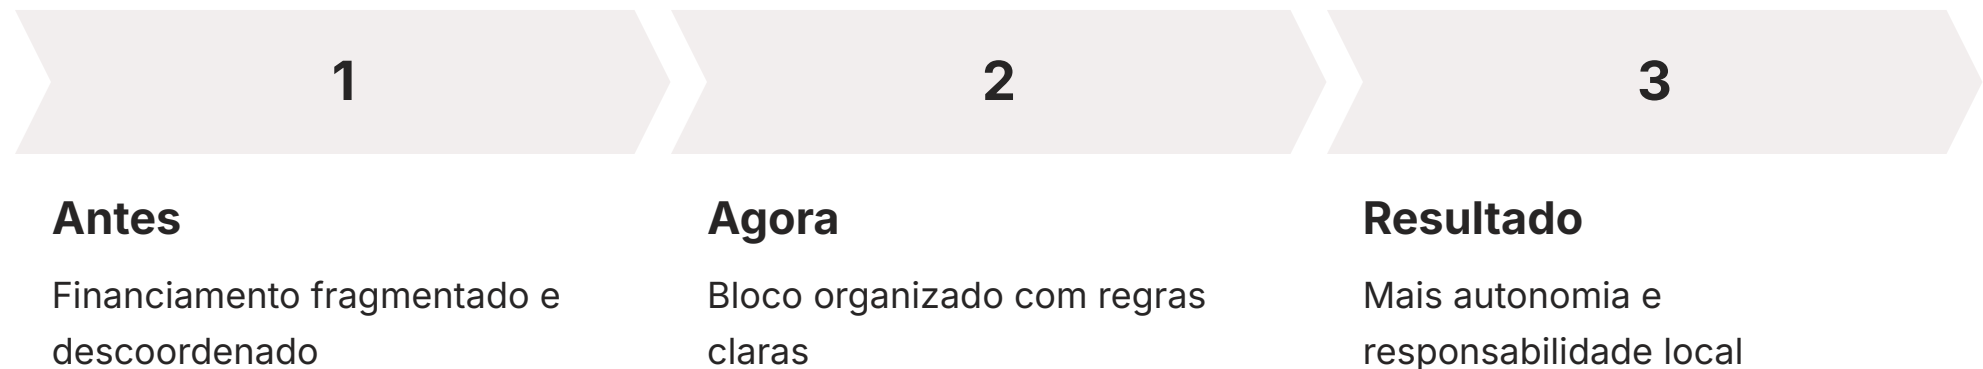 1
2
3
Antes
Financiamento fragmentado e
descoordenado
Agora
Bloco organizado com regras
claras
Resultado
Mais autonomia e
responsabilidade local